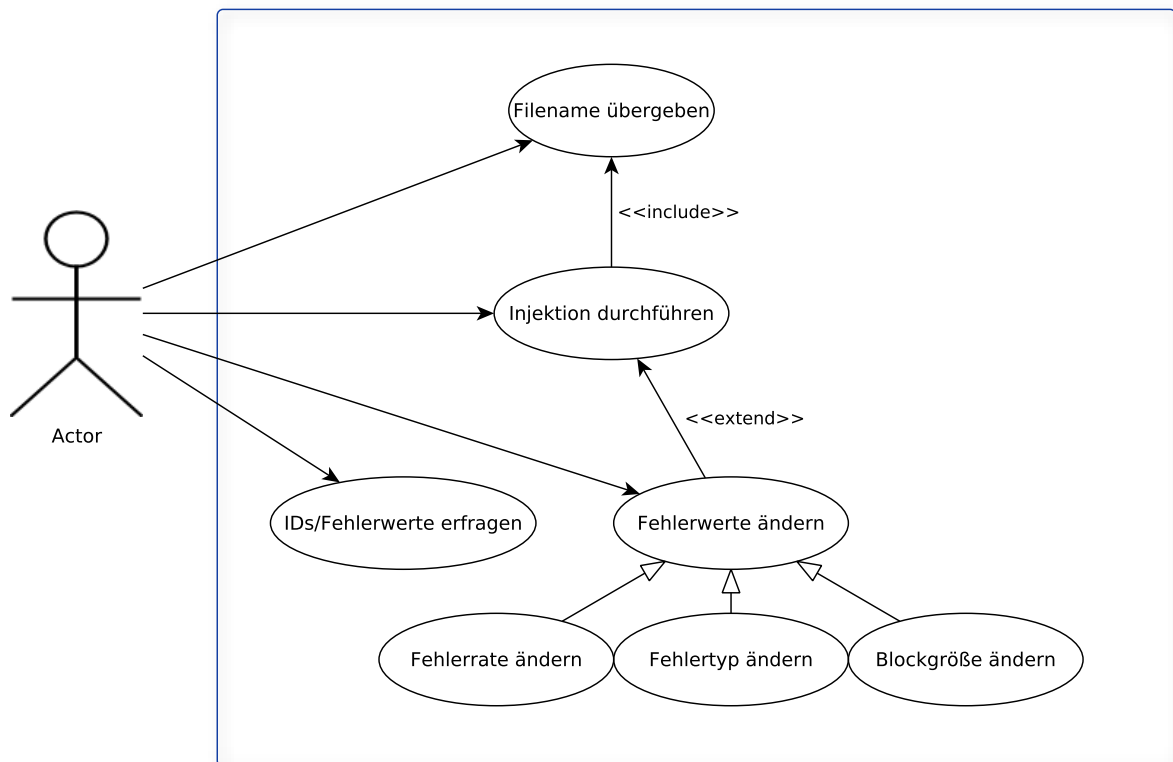 Filename übergeben
<<include>>
Injektion durchführen
<<extend>>
Actor
IDs/Fehlerwerte erfragen
Fehlerwerte ändern
Fehlerrate ändern
Fehlertyp ändern
Blockgröße ändern